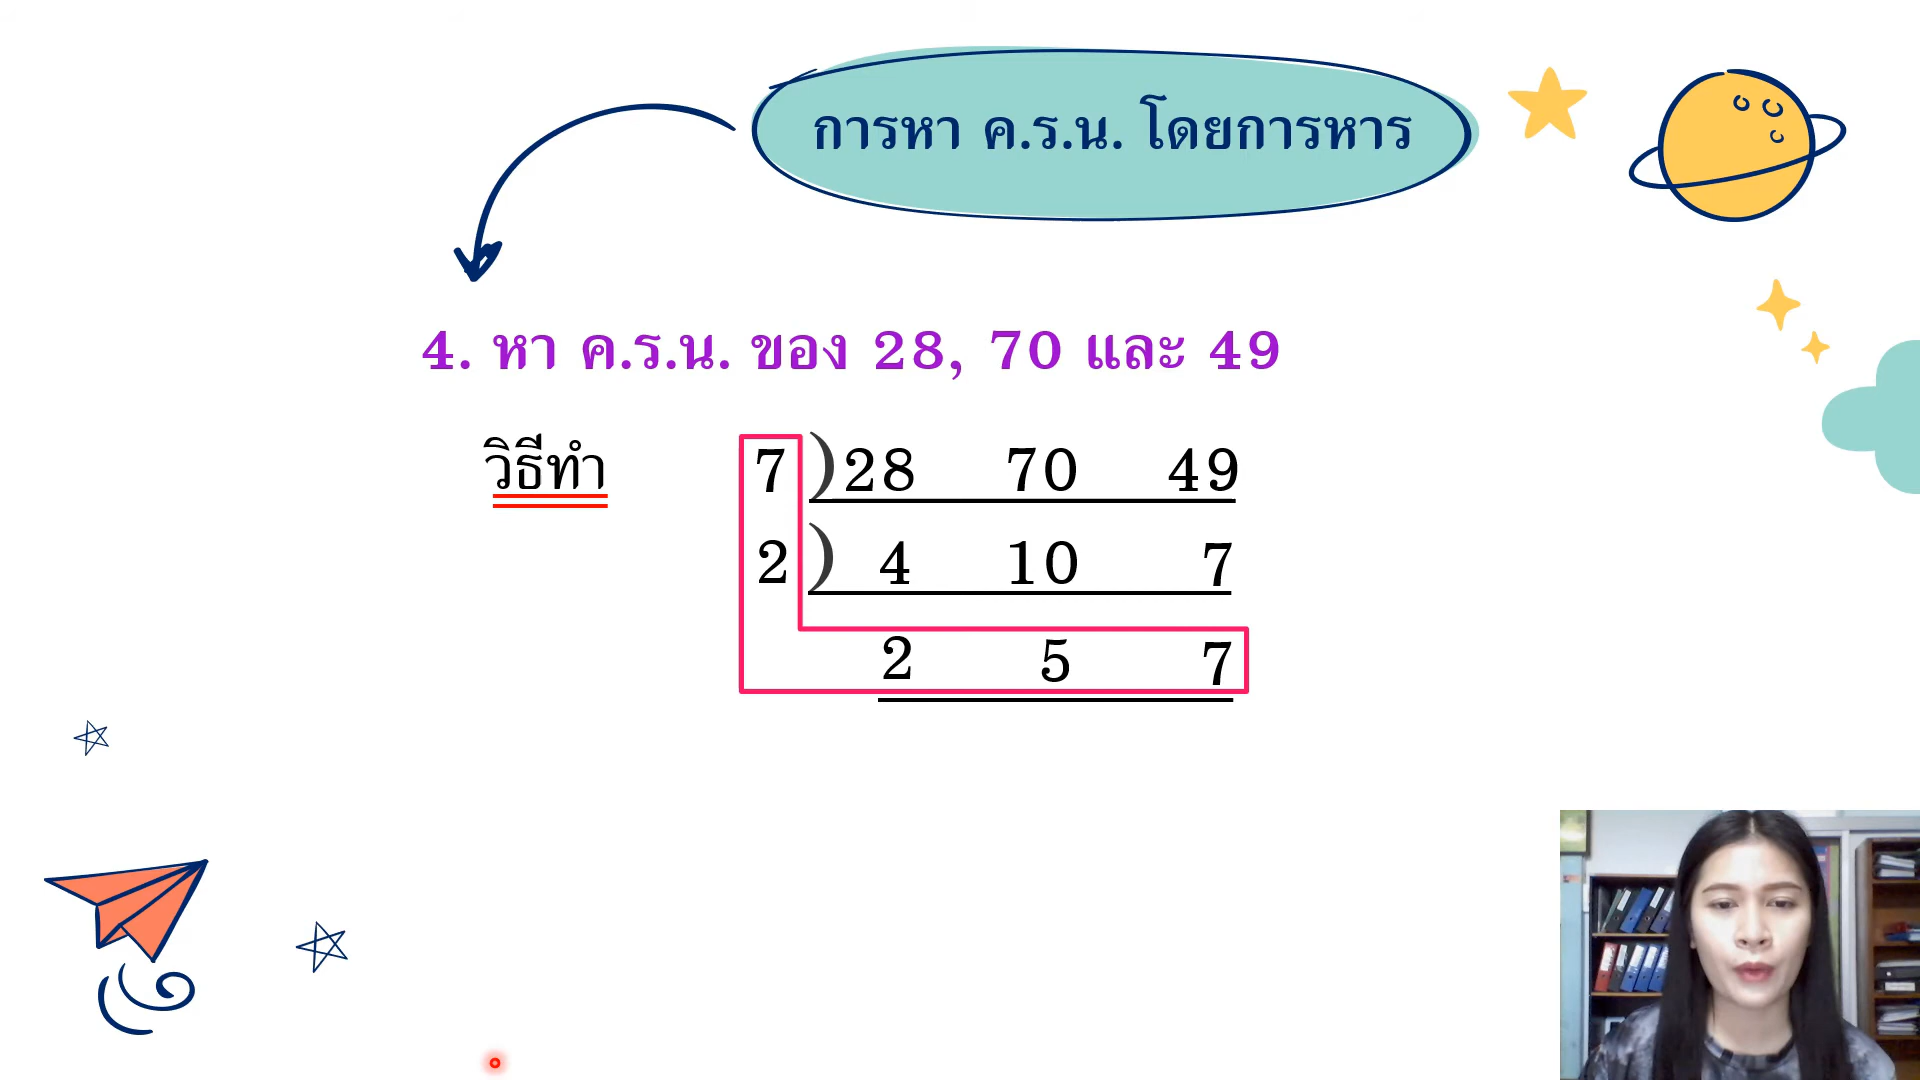 การหา ค.ร.น. โดยการหาร
4. หา ค.ร.น. ของ 28, 70 และ 49
วิธีทำ 7 ) 28 70 49
2 ) 4 10 7
2 5 7